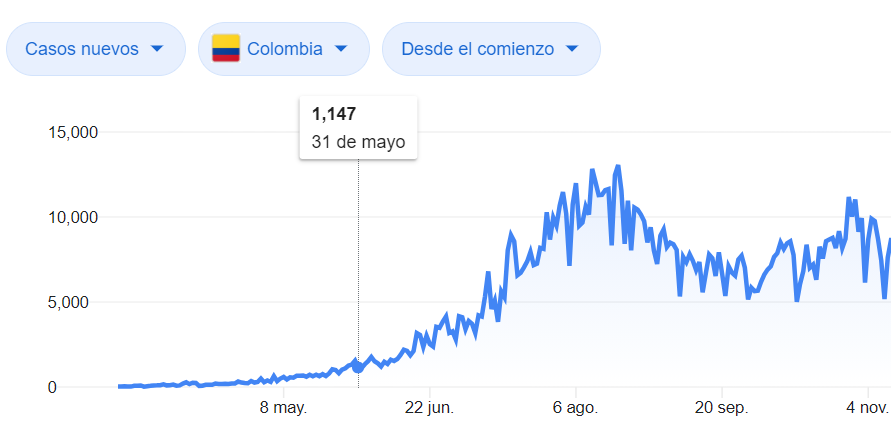 Casos nuevos
Colombia
Desde el comienzo
1,147
31 de mayo
15,000
10,000
5,000
0
8 may.
22 jun.
6 ago.
20 sep.
4 nov.